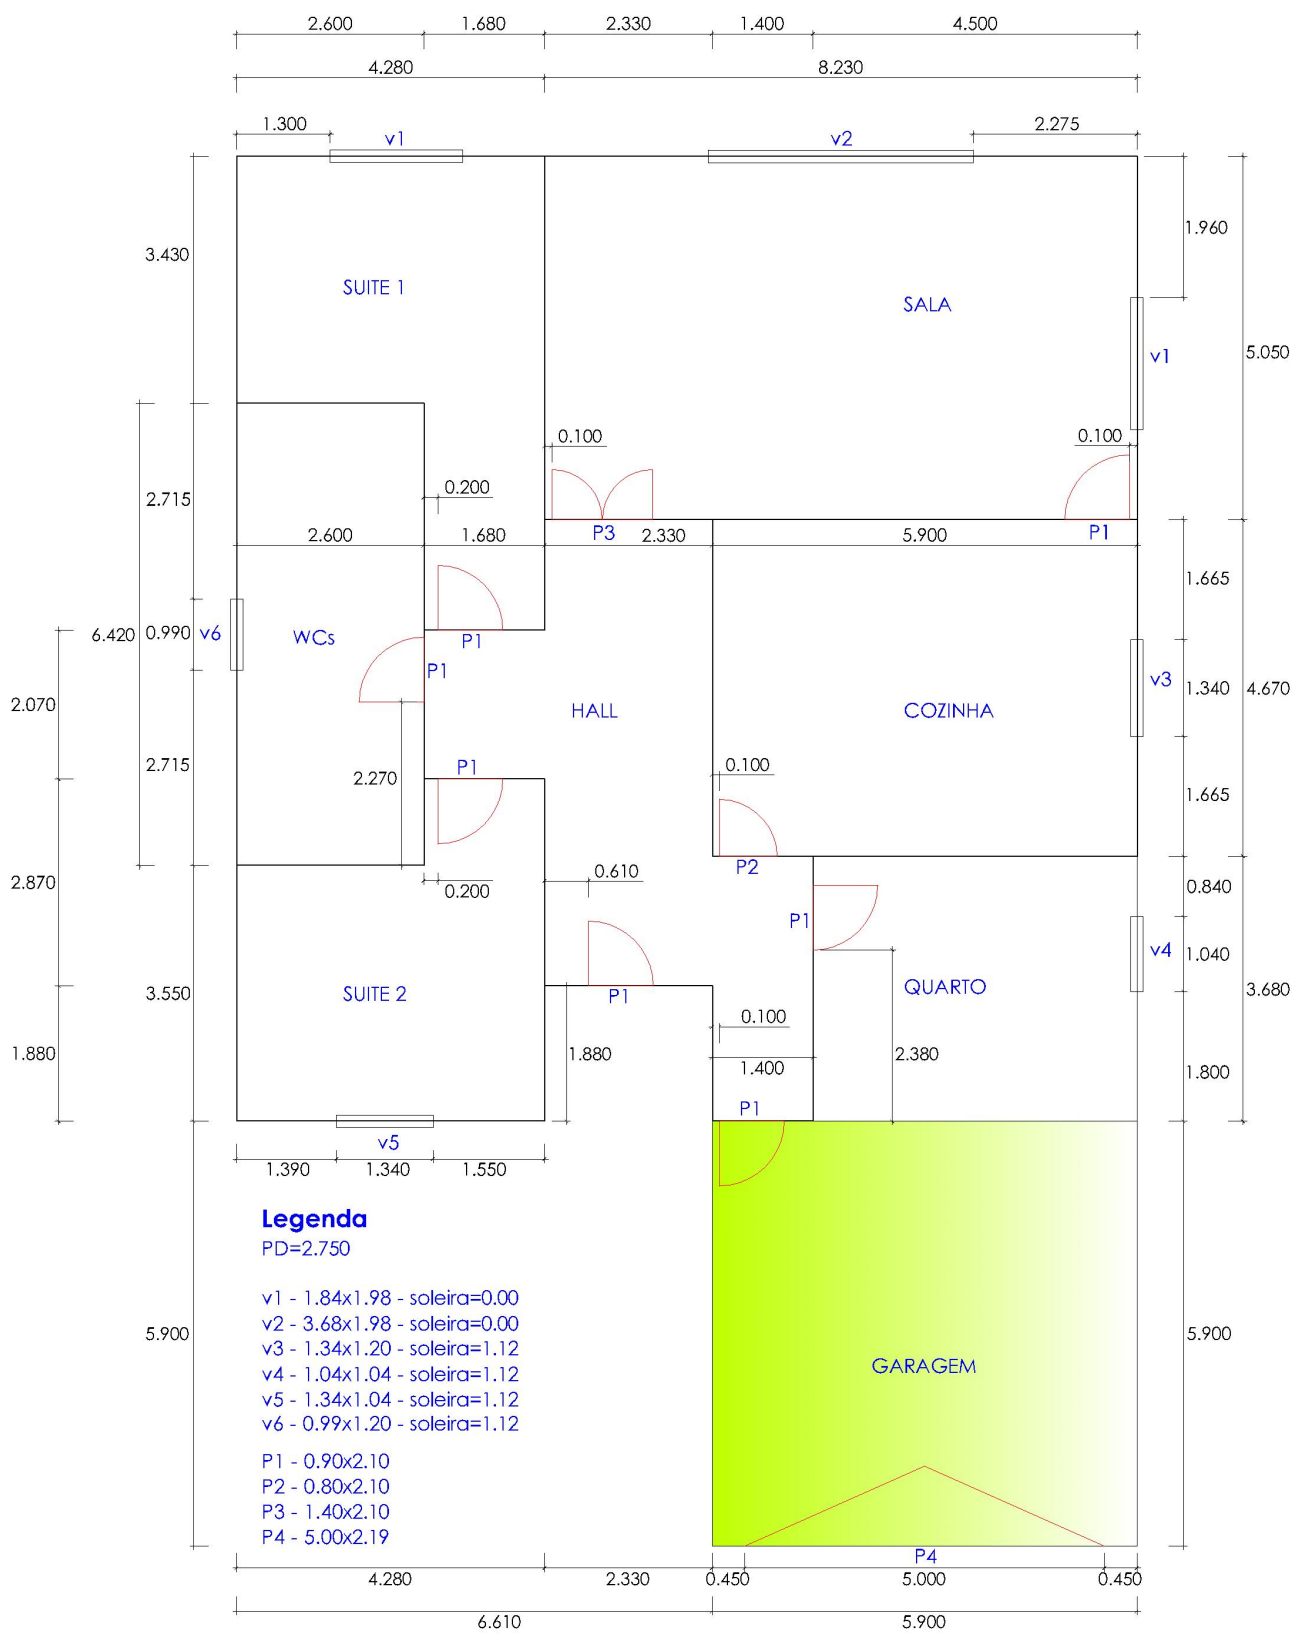 2.600 1.680 2.330 1.400 4.500
4.280 8.230
1.300 v1 v2 2.275
1.960
3.430
SUITE 1
SALA
v1 5.050
0.100 0.100
0.200
2.715
P3 P1
2.600 1.680 2.330 5.900
1.665
6.420 0.990 v6 WCs P1
P1
v3 1.340 4.670
2.070
HALL COZINHA
2.715 2.270 P1 0.100
1.665
P2
2.870 0.200 0.610 0.840
P1
v4 1.040
3.550 SUITE 2 P1 QUARTO 3.680
0.100
1.880 1.880 1.400 2.380 1.800
P1
v5
1.390 1.340 1.550
Legenda
PD=2.750
v1 - 1.84x1.98 - soleira=0.00
v2 - 3.68x1.98 - soleira=0.00
v3 - 1.34x1.20 - soleira=1.12
v4 - 1.04x1.04 - soleira=1.12
v5 - 1.34x1.04 - soleira=1.12
v6 - 0.99x1.20 - soleira=1.12
P1 - 0.90x2.10
P2 - 0.80x2.10
P3 - 1.40x2.10
P4 - 5.00x2.19
5.900 5.900
GARAGEM
P4
4.280 2.330 0.450 5.000 0.450
6.610 5.900